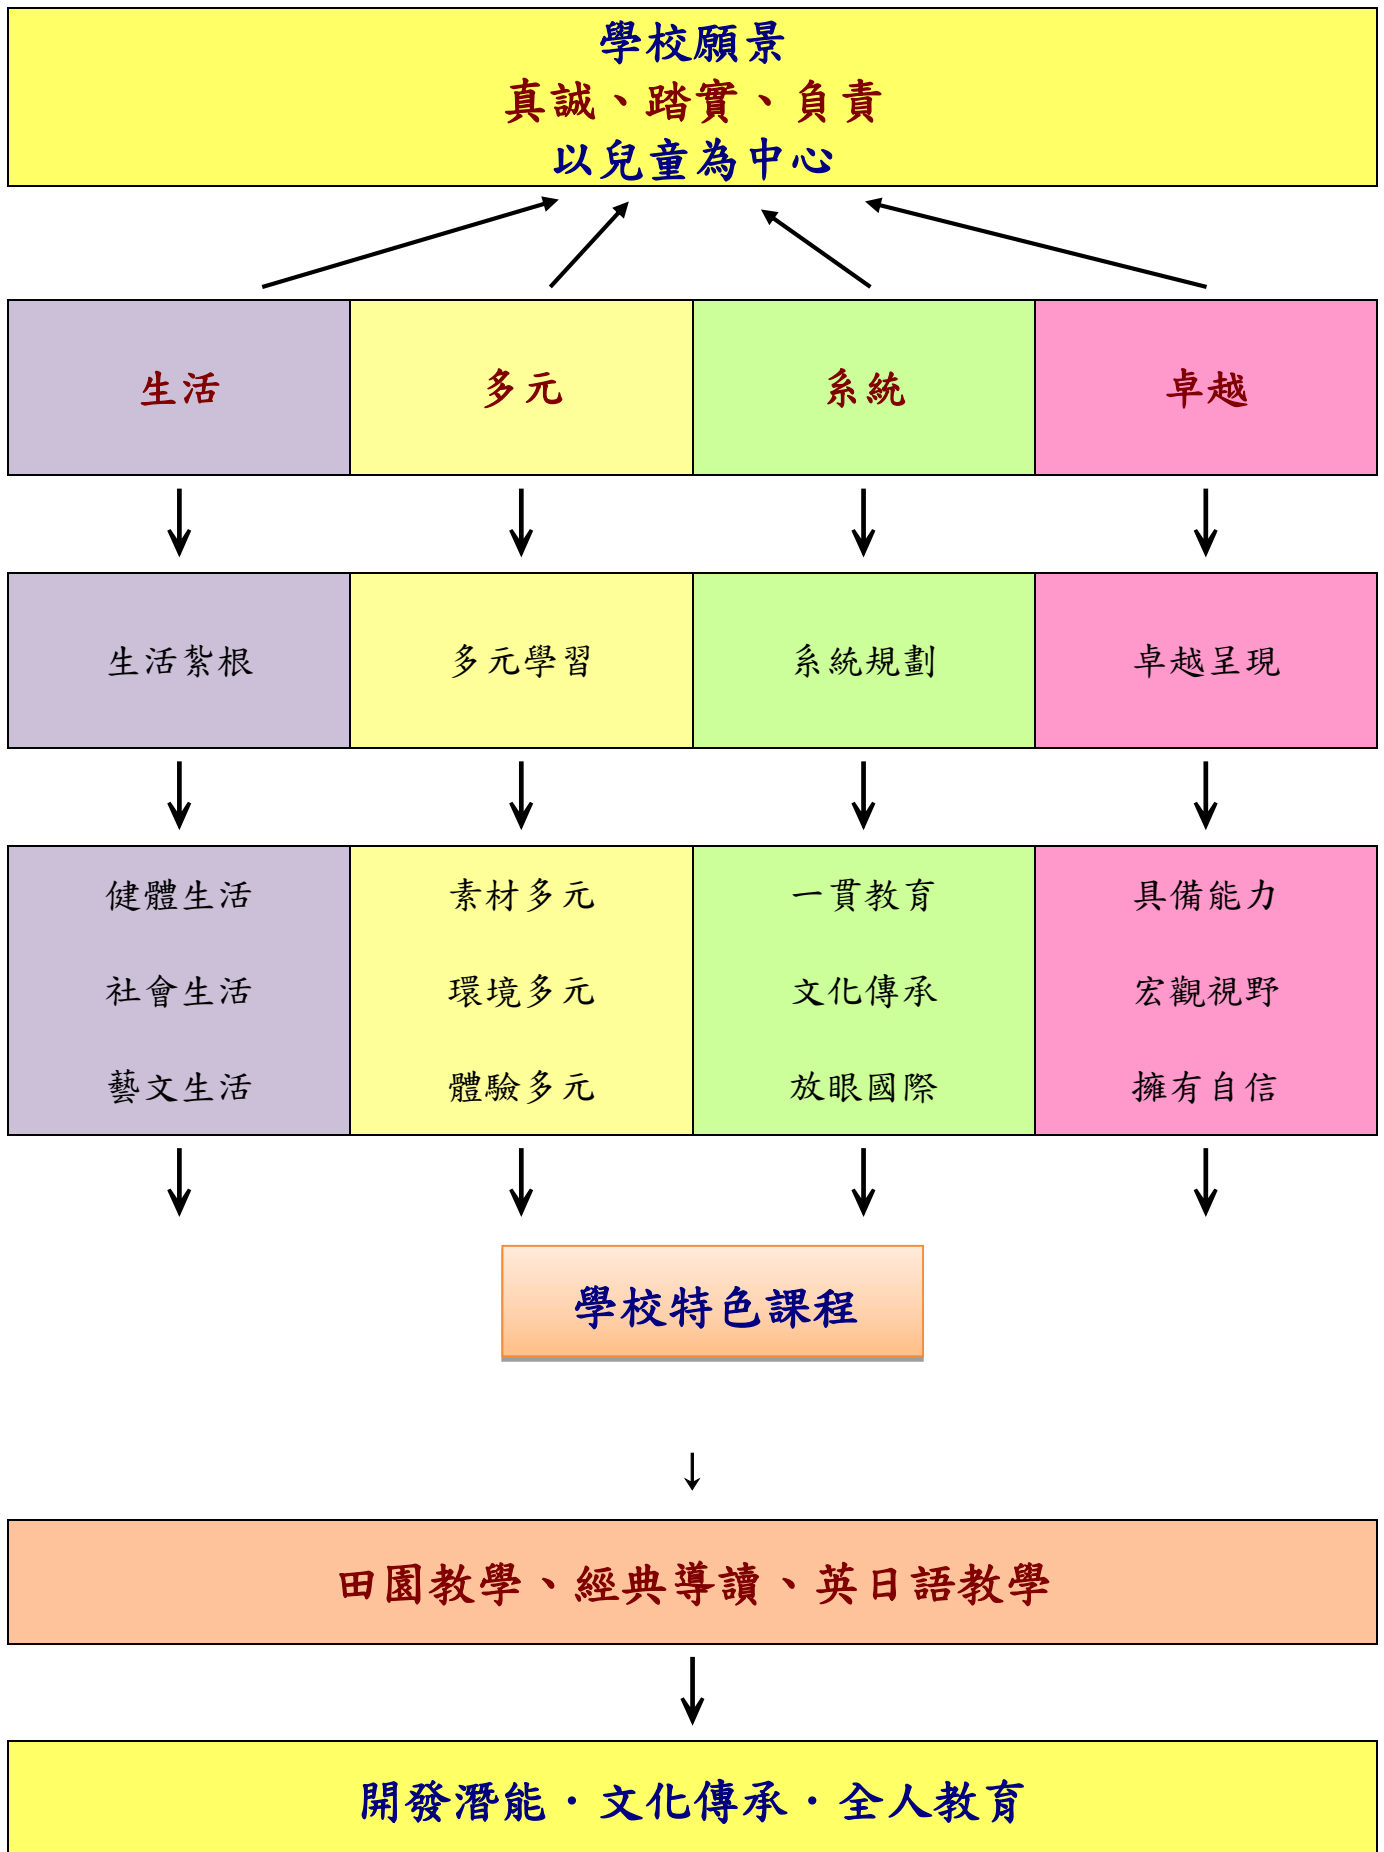 學校願景
真誠、踏實、負責
以兒童為中心
生活
多元
系統
卓越
生活紮根
多元學習
系統規劃
卓越呈現
健體生活
社會生活
藝文生活
素材多元
環境多元
體驗多元
一貫教育
文化傳承
放眼國際
具備能力
宏觀視野
擁有自信
學校特色課程
田園教學、經典導讀、英日語教學
開發潛能．文化傳承．全人教育